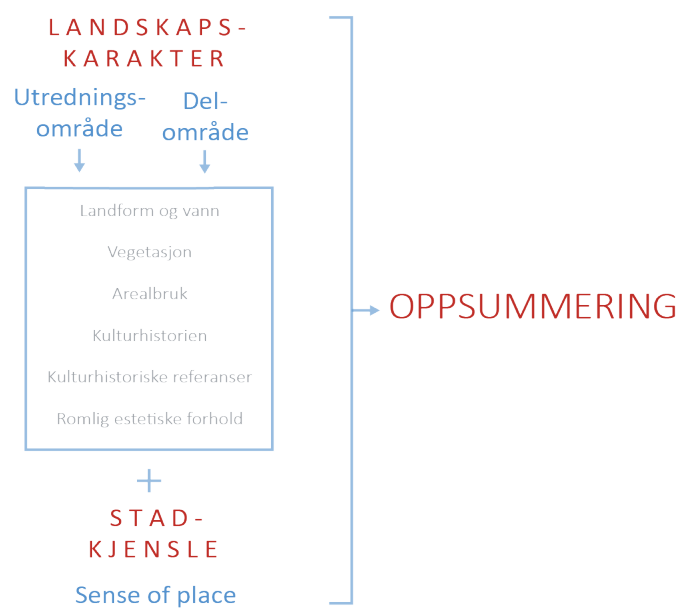 LANDSKAPS-
KARAKTER
Utrednings-
område
Del-
område
Landform og vann
Vegetasjon
Arealbruk
Kulturhistorien
Kulturhistoriske referanser
Romlig estetiske forhold
+
STAD-
KJENSLE
Sense of place
OPPSUMMERING